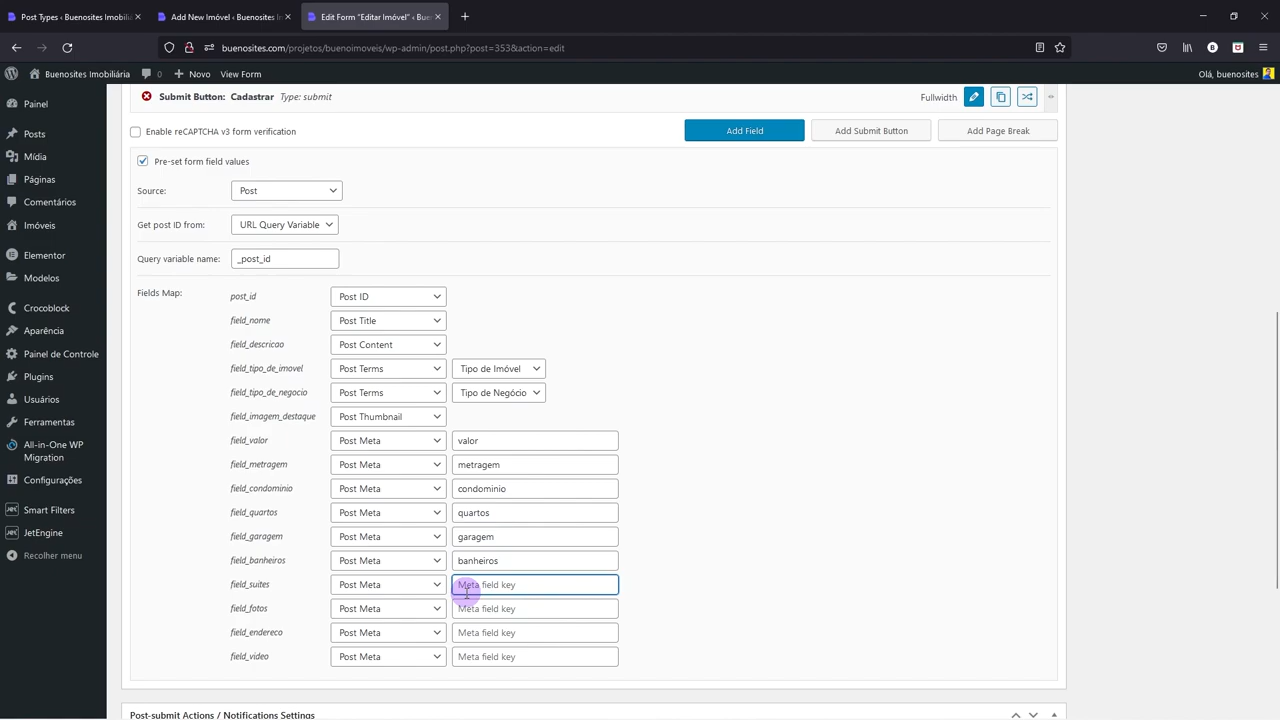 Post Types ‹ Buenosites Imobiliá
Add New Imóvel ‹ Buenosites Im
Edit Form "Editar Imóvel" ‹ Bue
buenosites.com/projetos/buenoimoveis/wp-admin/post.php?post=353&action=edit
Buenosites Imobiliária
0
Novo
View Form
Olá, buenosites
Painel
Posts
Mídia
Páginas
Comentários
Imóveis
Elementor
Modelos
Crocoblock
Aparência
Painel de Controle
Plugins
Usuários
Ferramentas
All-in-One WP
Migration
Configurações
Smart Filters
JetEngine
Recolher menu
Submit Button: Cadastrar Type: submit
Fullwidth
Enable reCAPTCHA v3 form verification
Add Field
Add Submit Button
Add Page Break
Pre-set form field values
Source: Post
Get post ID from: URL Query Variable
Query variable name: _post_id
Fields Map:
post_id Post ID
field_nome Post Title
field_descricao Post Content
field_tipo_de_imovel Post Terms Tipo de Imóvel
field_tipo_de_negocio Post Terms Tipo de Negócio
field_imagem_destaque Post Thumbnail
field_valor Post Meta valor
field_metragem Post Meta metragem
field_condominio Post Meta condominio
field_quartos Post Meta quartos
field_garagem Post Meta garagem
field_banheiros Post Meta banheiros
field_suites Post Meta Meta field key
field_fotos Post Meta Meta field key
field_endereco Post Meta Meta field key
field_video Post Meta Meta field key
Post-submit Actions / Notifications Settings